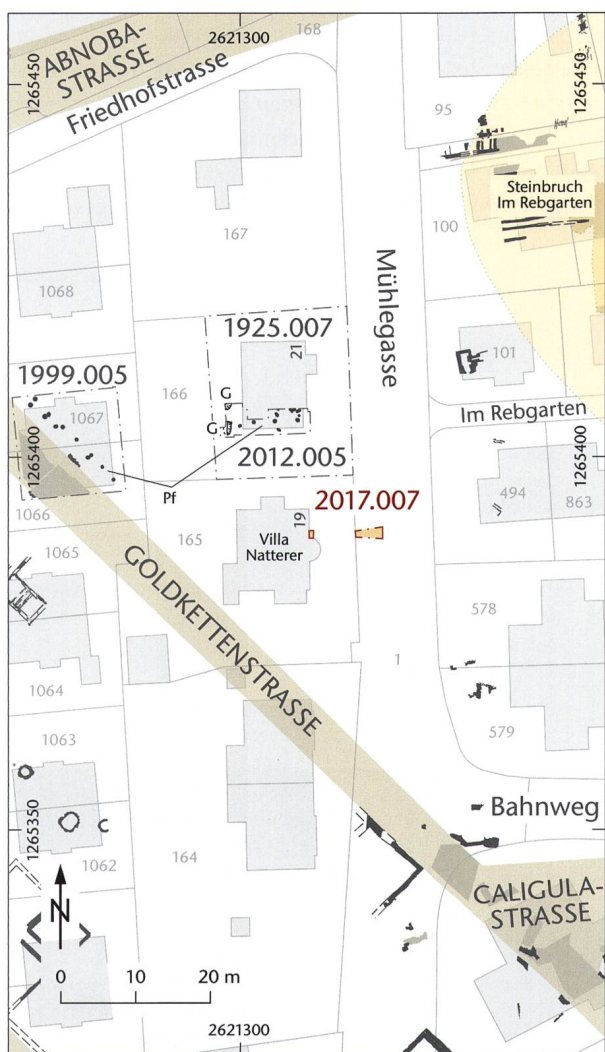 2621300
168
ABNOBA-
STRASSE
Friedhofstrasse
1265450
1265450
95
Steinbruch
Im Rebgarten
100
167
Mühlegasse
1068
1925.007
21
101
1999.005
166
G
1067
G
Im Rebgarten
1265400
2012.005
1265400
Pf
494
863
1066
2017.007
165
19
Villa
Natterer
1065
GOLDKETTENSTRASSE
578
1
1064
1063
579
1265350
Bahnweg
1265350
164
1062
CALIGULA-
STRASSE
N
0 10 20 m
2621300